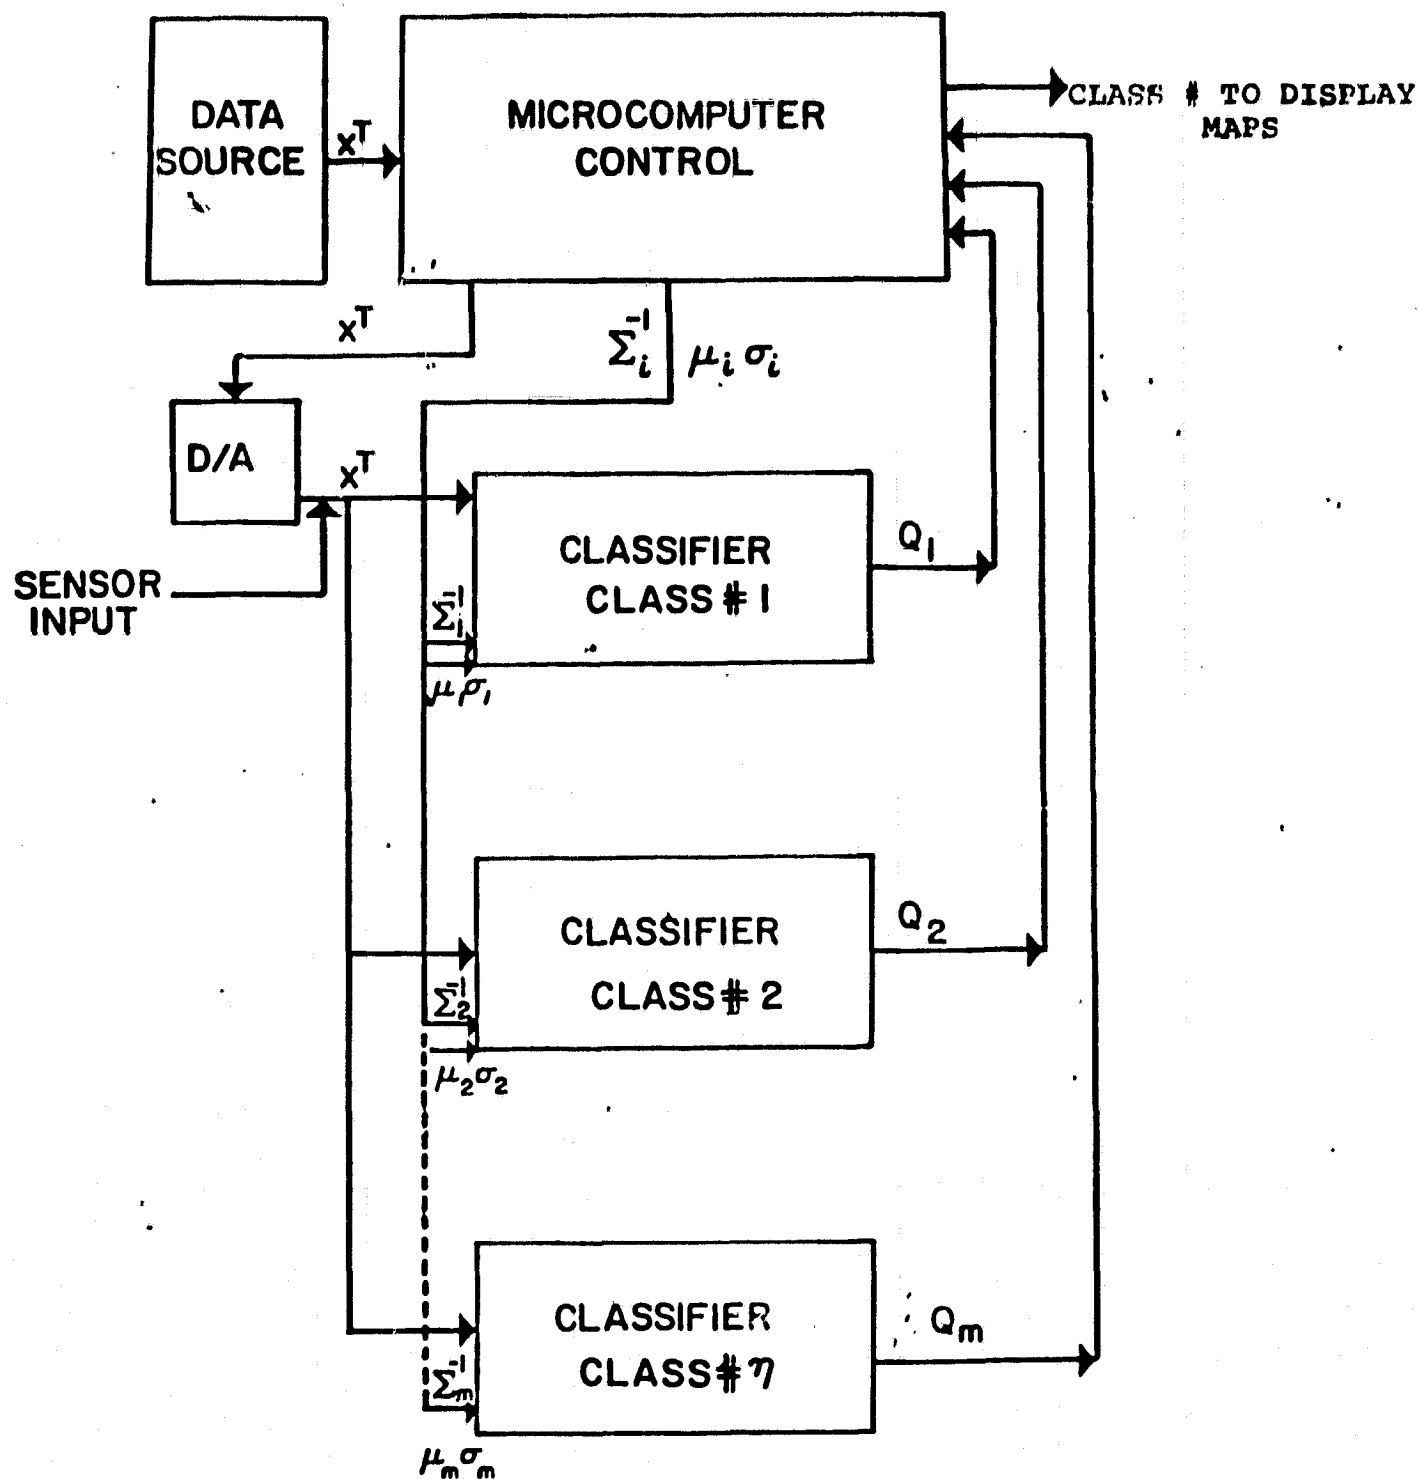 DATA
SOURCE
X^T
MICROCOMPUTER
CONTROL
CLASS # TO DISPLAY
MAPS
X^T
Σ_i^-1
μ_i σ_i
D/A
X^T
SENSOR
INPUT
CLASSIFIER
CLASS # 1
Q_1
Σ_1^-1
μ_1 σ_1
CLASSIFIER
CLASS # 2
Q_2
Σ_2^-1
μ_2 σ_2
CLASSIFIER
CLASS # η
Q_m
Σ_m^-1
μ_m σ_m